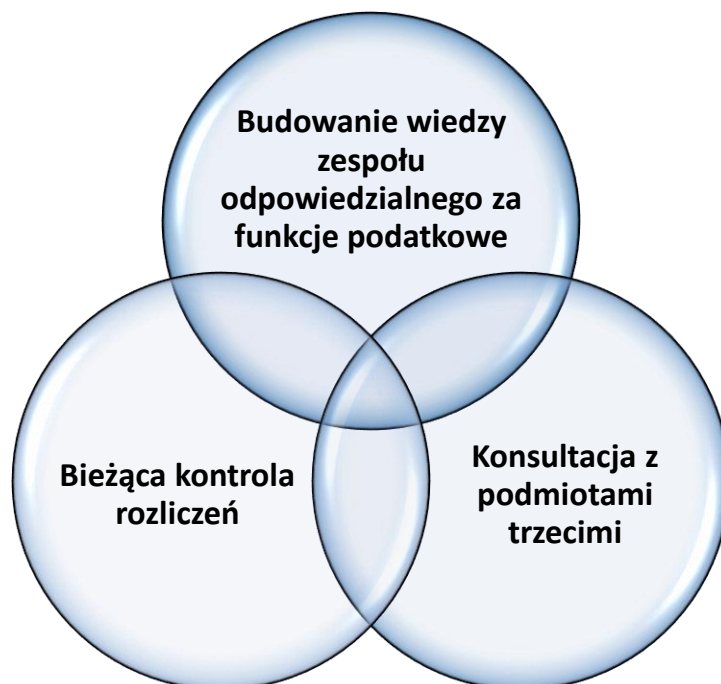 Budowanie wiedzy
zespołu
odpowiedzialnego za
funkcje podatkowe
Bieżąca kontrola
rozliczeń
Konsultacja z
podmiotami
trzecimi